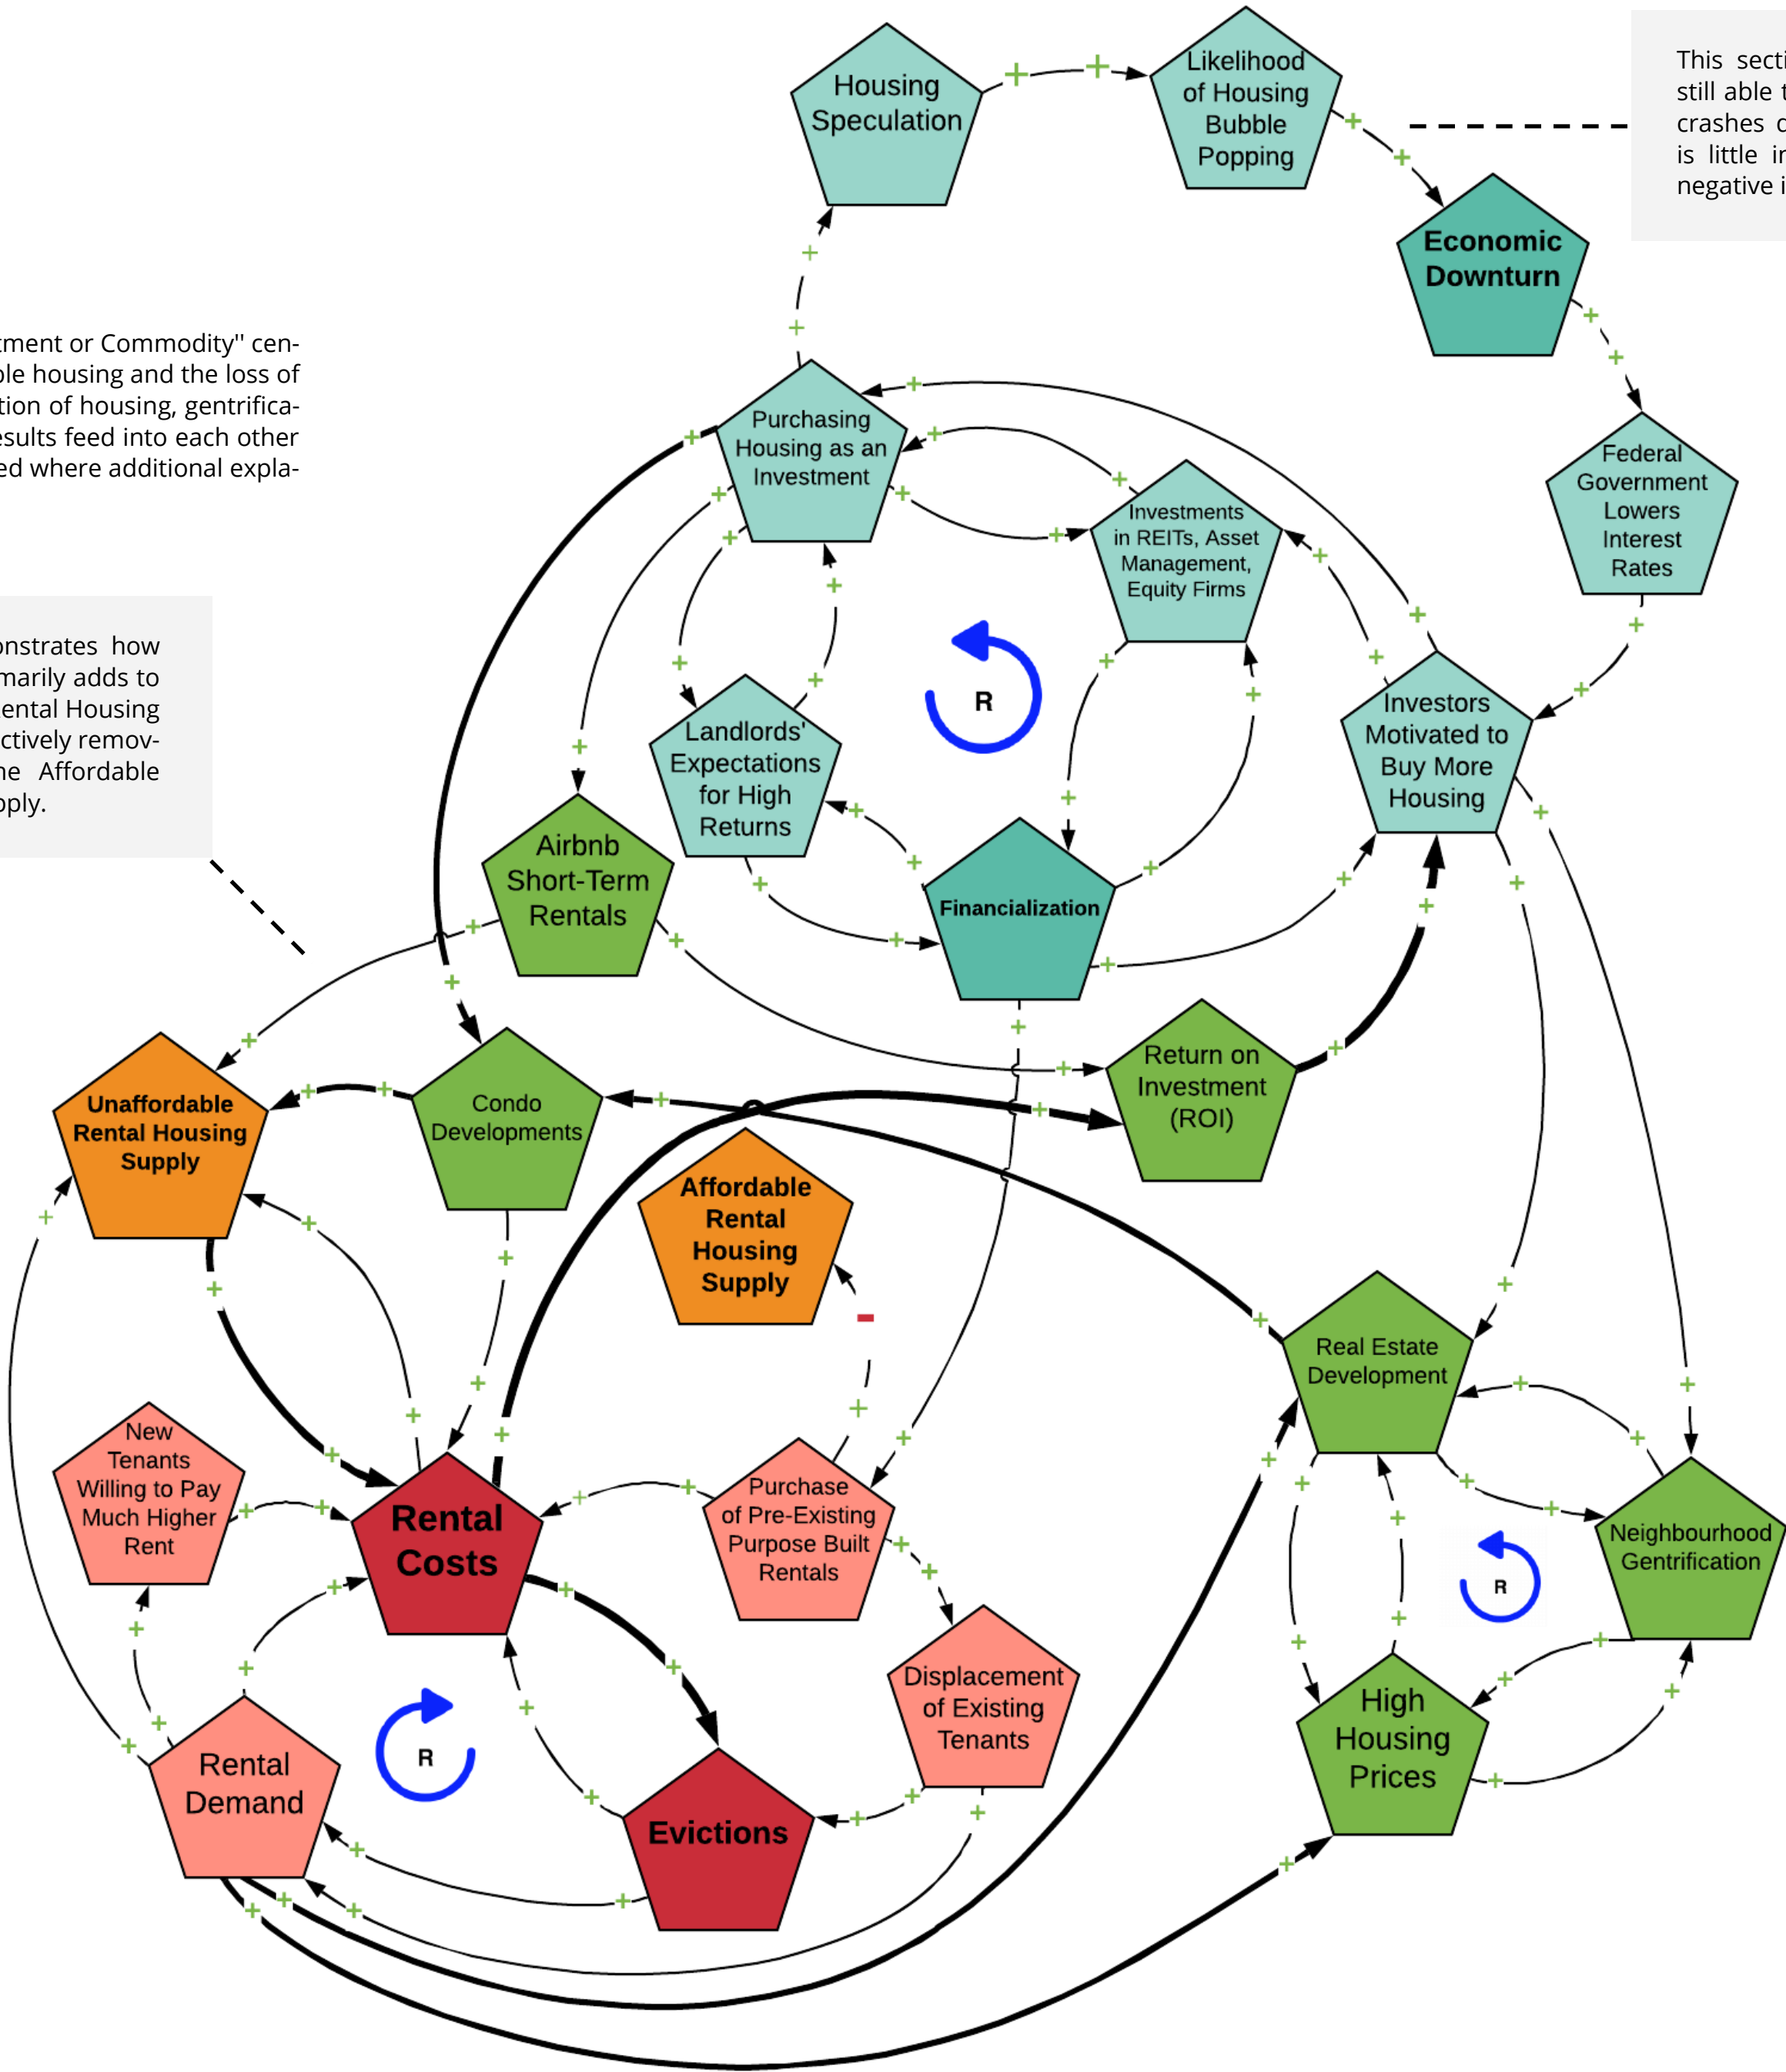 Housing
Speculation
Likelihood
of Housing
Bubble
Popping
This secti
still able t
crashes
is little in
negative i
Economic
Downturn
tment or Commodity" cen-
ble housing and the loss of
tion of housing, gentrifica-
esults feed into each other
ed where additional expla-
Purchasing
Housing as an
Investment
Investments
in REITs, Asset
Management,
Equity Firms
Federal
Government
Lowers
Interest
Rates
onstrates how
marily adds to
Rental Housing
ctively remov-
ne Affordable
pply.
Landlords'
Expectations
for High
Returns
R
Investors
Motivated to
Buy More
Housing
Airbnb
Short-Term
Rentals
Financialization
Unaffordable
Rental Housing
Supply
Condo
Developments
Return on
Investment
(ROI)
Affordable
Rental
Housing
Supply
Real Estate
Development
New
Tenants
Willing to Pay
Much Higher
Rent
Rental
Costs
Purchase
of Pre-Existing
Purpose Built
Rentals
Neighbourhood
Gentrification
R
Displacement
of Existing
Tenants
High
Housing
Prices
Rental
Demand
R
Evictions